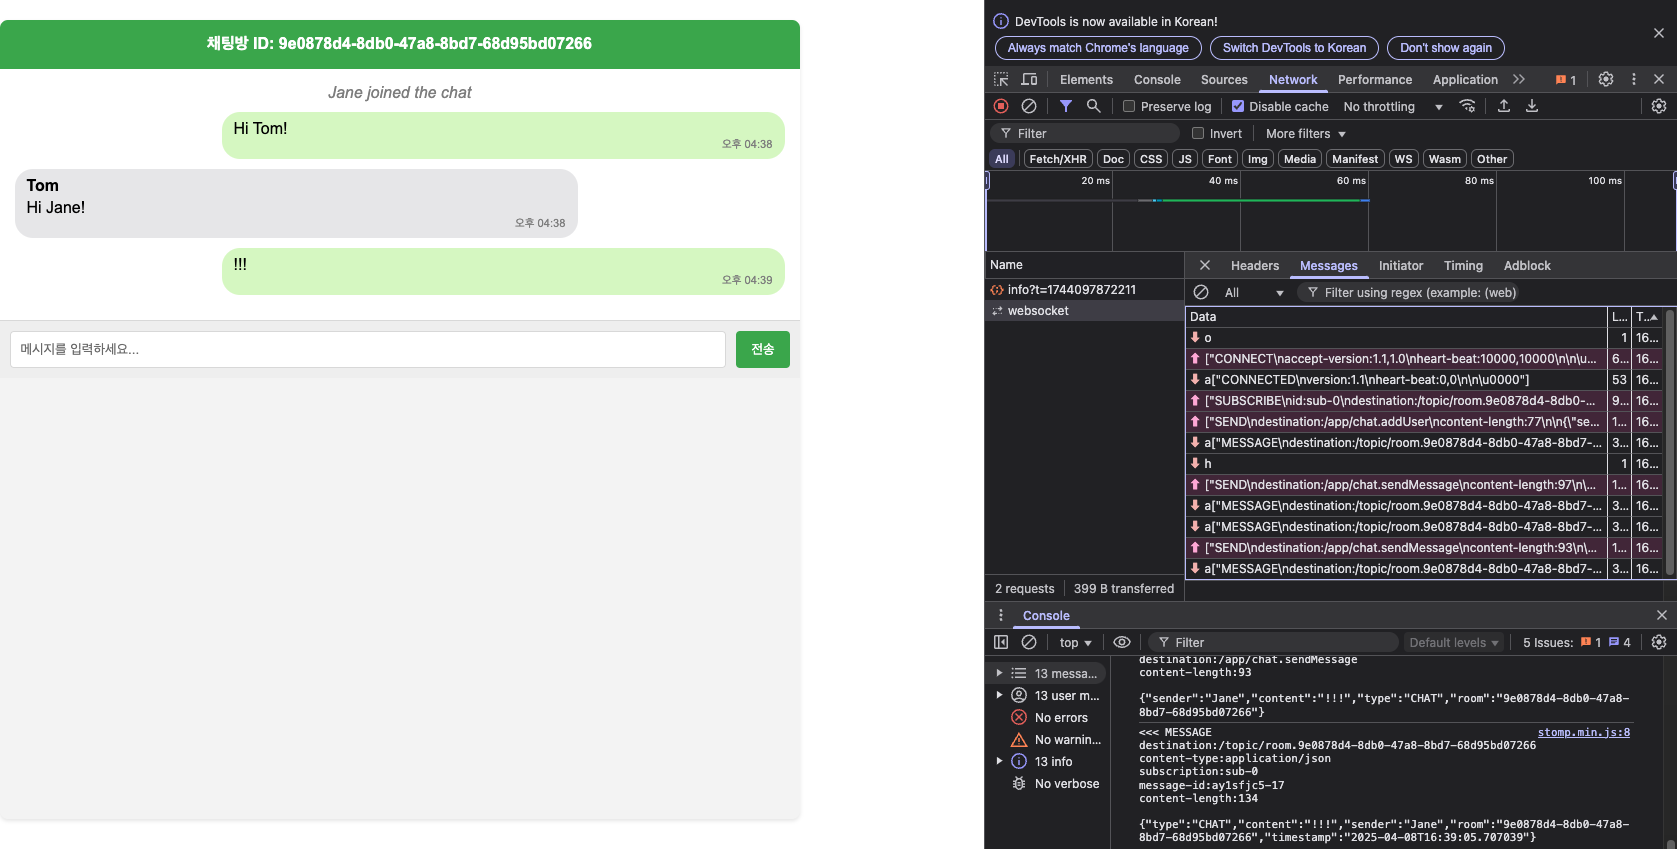 채팅방 ID: 9e0878d4-8db0-47a8-8bd7-68d95bd07266
Jane joined the chat
Hi Tom!
오후 04:38
Tom
Hi Jane!
오후 04:38
!!!
오후 04:39
메시지를 입력하세요...
전송
DevTools is now available in Korean!
Always match Chrome's language
Switch DevTools to Korean
Don't show again
Elements Console Sources Network Performance Application 1
Preserve log Disable cache No throttling
Filter Invert More filters
All Fetch/XHR Doc CSS JS Font Img Media Manifest WS Wasm Other
20 ms 40 ms 60 ms 80 ms 100 ms
Name
info?t=1744097872211
websocket
2 requests 399 B transferred
Headers Messages Initiator Timing Adblock
All Filter using regex (example: (web)
Data L... T...
o 1 16...
["CONNECT\naccept-version:1.1,1.0\nheart-beat:10000,10000\n\n\u... 6... 16...
a["CONNECTED\nversion:1.1\nheart-beat:0,0\n\n\u0000"] 53 16...
["SUBSCRIBE\nid:sub-0\ndestination:/topic/room.9e0878d4-8db0-... 9... 16...
["SEND\ndestination:/app/chat.addUser\ncontent-length:77\n\n{\"se... 1... 16...
a["MESSAGE\ndestination:/topic/room.9e0878d4-8db0-47a8-8bd7-... 3... 16...
h 1 16...
["SEND\ndestination:/app/chat.sendMessage\ncontent-length:97\n\... 1... 16...
a["MESSAGE\ndestination:/topic/room.9e0878d4-8db0-47a8-8bd7-... 3... 16...
a["MESSAGE\ndestination:/topic/room.9e0878d4-8db0-47a8-8bd7-... 3... 16...
["SEND\ndestination:/app/chat.sendMessage\ncontent-length:93\n\... 1... 16...
a["MESSAGE\ndestination:/topic/room.9e0878d4-8db0-47a8-8bd7-... 3... 16...
Console
top Filter Default levels 5 Issues: 1 4
13 messa...
13 user m...
No errors
No warnin...
13 info
No verbose
destination:/app/chat.sendMessage
content-length:93
{"sender":"Jane","content":"!!!","type":"CHAT","room":"9e0878d4-8db0-47a8-
8bd7-68d95bd07266"}
<<< MESSAGE stomp.min.js:8
destination:/topic/room.9e0878d4-8db0-47a8-8bd7-68d95bd07266
content-type:application/json
subscription:sub-0
message-id:ay1sfjc5-17
content-length:134
{"type":"CHAT","content":"!!!","sender":"Jane","room":"9e0878d4-8db0-47a8-
8bd7-68d95bd07266","timestamp":"2025-04-08T16:39:05.707039"}